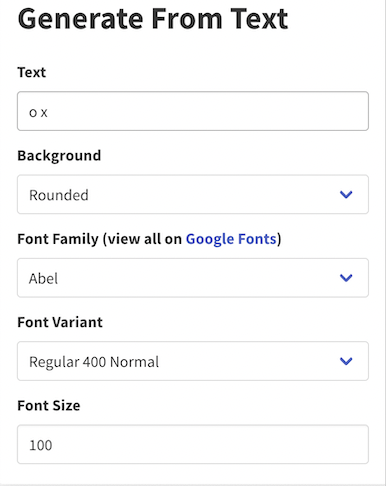 Generate From Text
Text
o x
Background
Rounded
Font Family (view all on Google Fonts)
Abel
Font Variant
Regular 400 Normal
Font Size
100